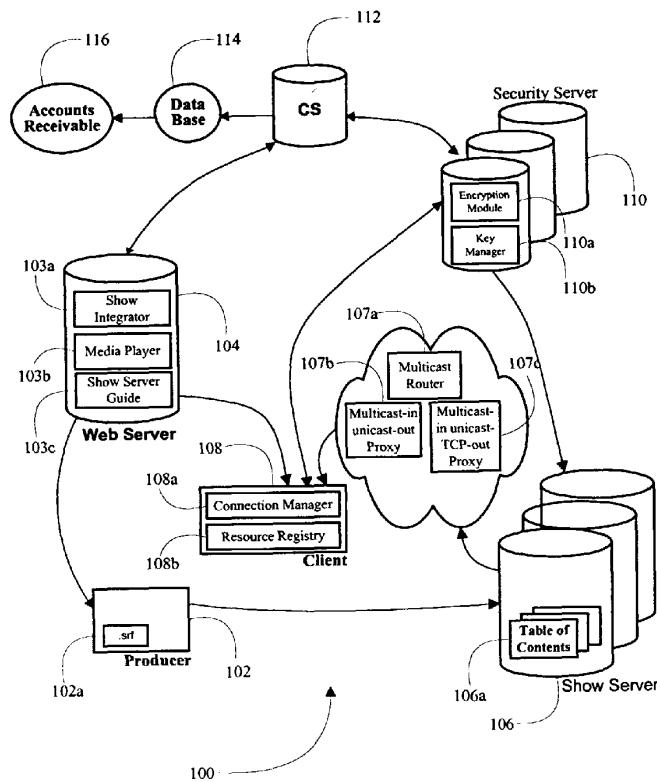 116
114
112
Accounts
Receivable
Data
Base
CS
Security Server
110
Encryption
Module
Key
Manager
110a
110b
103a
Show
Integrator
104
Media Player
103b
Show Server
Guide
103c
Web Server
107a
107b
107c
Multicast
Router
Multicast-in
unicast-out
Proxy
Multicast-
in unicast-
TCP-out
Proxy
108
108a
Connection Manager
Resource Registry
108b
Client
.srf
Producer
102a
102
Table of
Contents
106a
Show Server
106
100